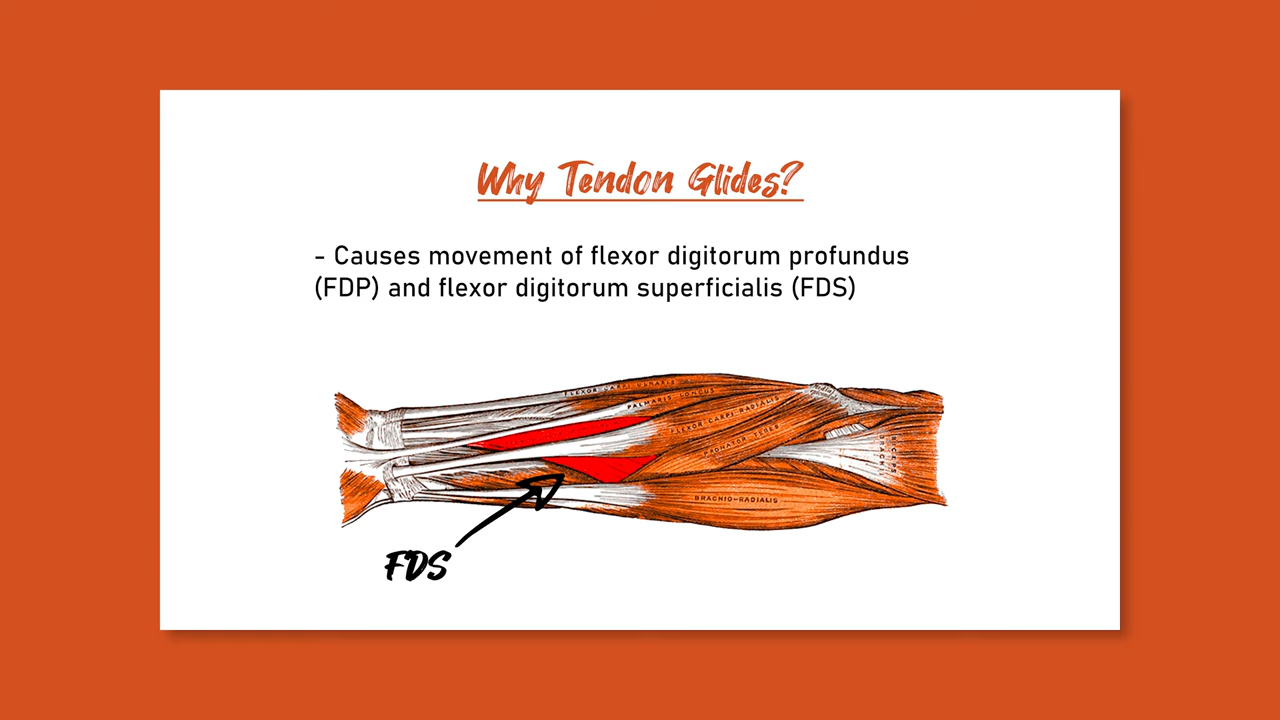 Why Tendon Glides?
- Causes movement of flexor digitorum profundus
(FDP) and flexor digitorum superficialis (FDS)
FLEXOR-CARPI-ULNARIS
PALMARIS LONGUS
FLEXOR-CARPI-RADIALIS
PRONATOR TERES
BRACHIO-RADIALIS
FDS